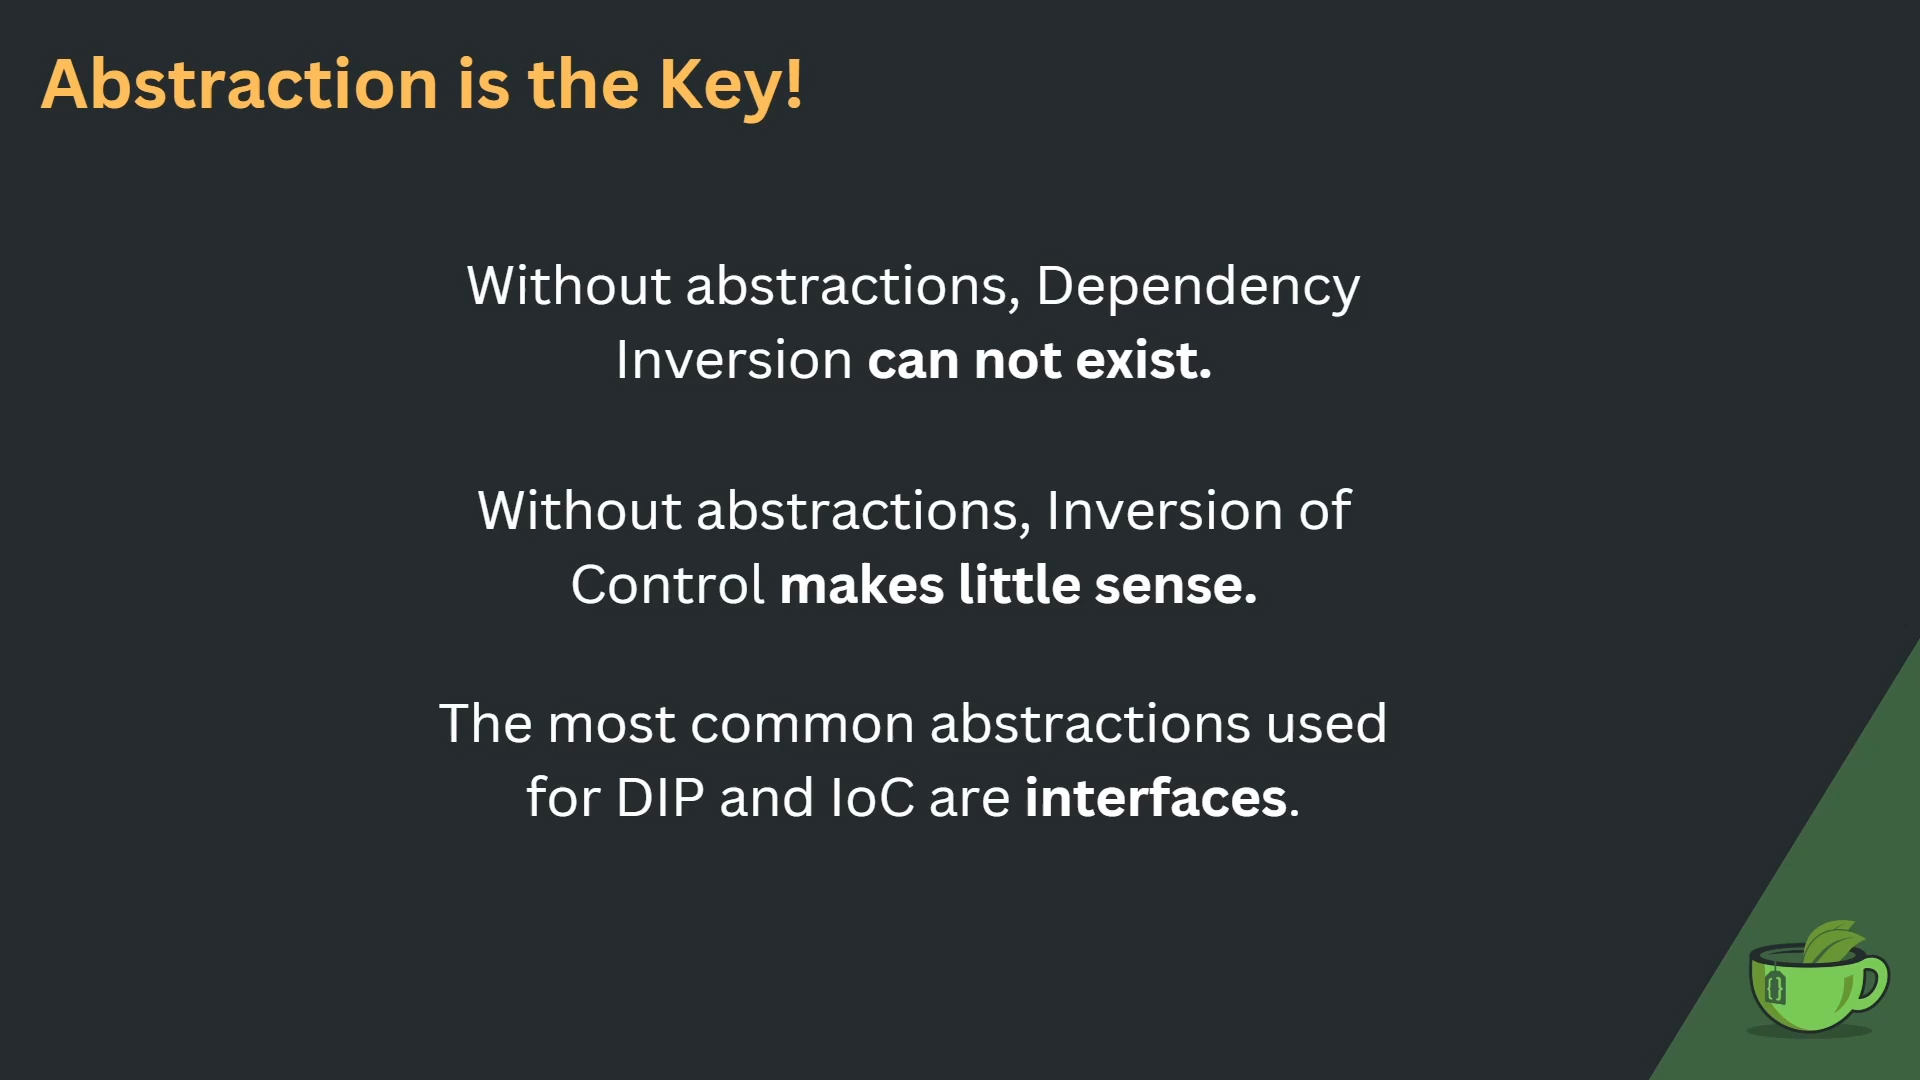 Abstraction is the Key!
Without abstractions, Dependency
Inversion can not exist.
Without abstractions, Inversion of
Control makes little sense.
The most common abstractions used
for DIP and IoC are interfaces.
{}